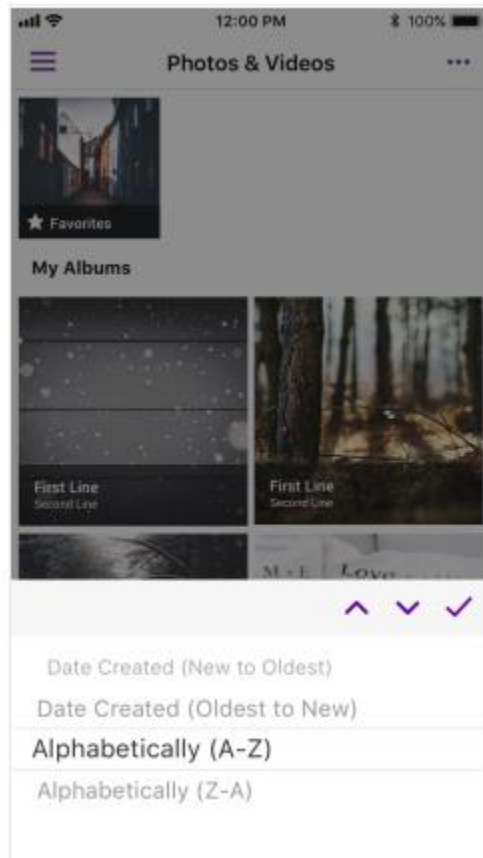 12:00 PM 100%
Photos & Videos
Favorites
My Albums
First Line
Second Line
First Line
Second Line
M + E Love
Date Created (New to Oldest)
Date Created (Oldest to New)
Alphabetically (A-Z)
Alphabetically (Z-A)